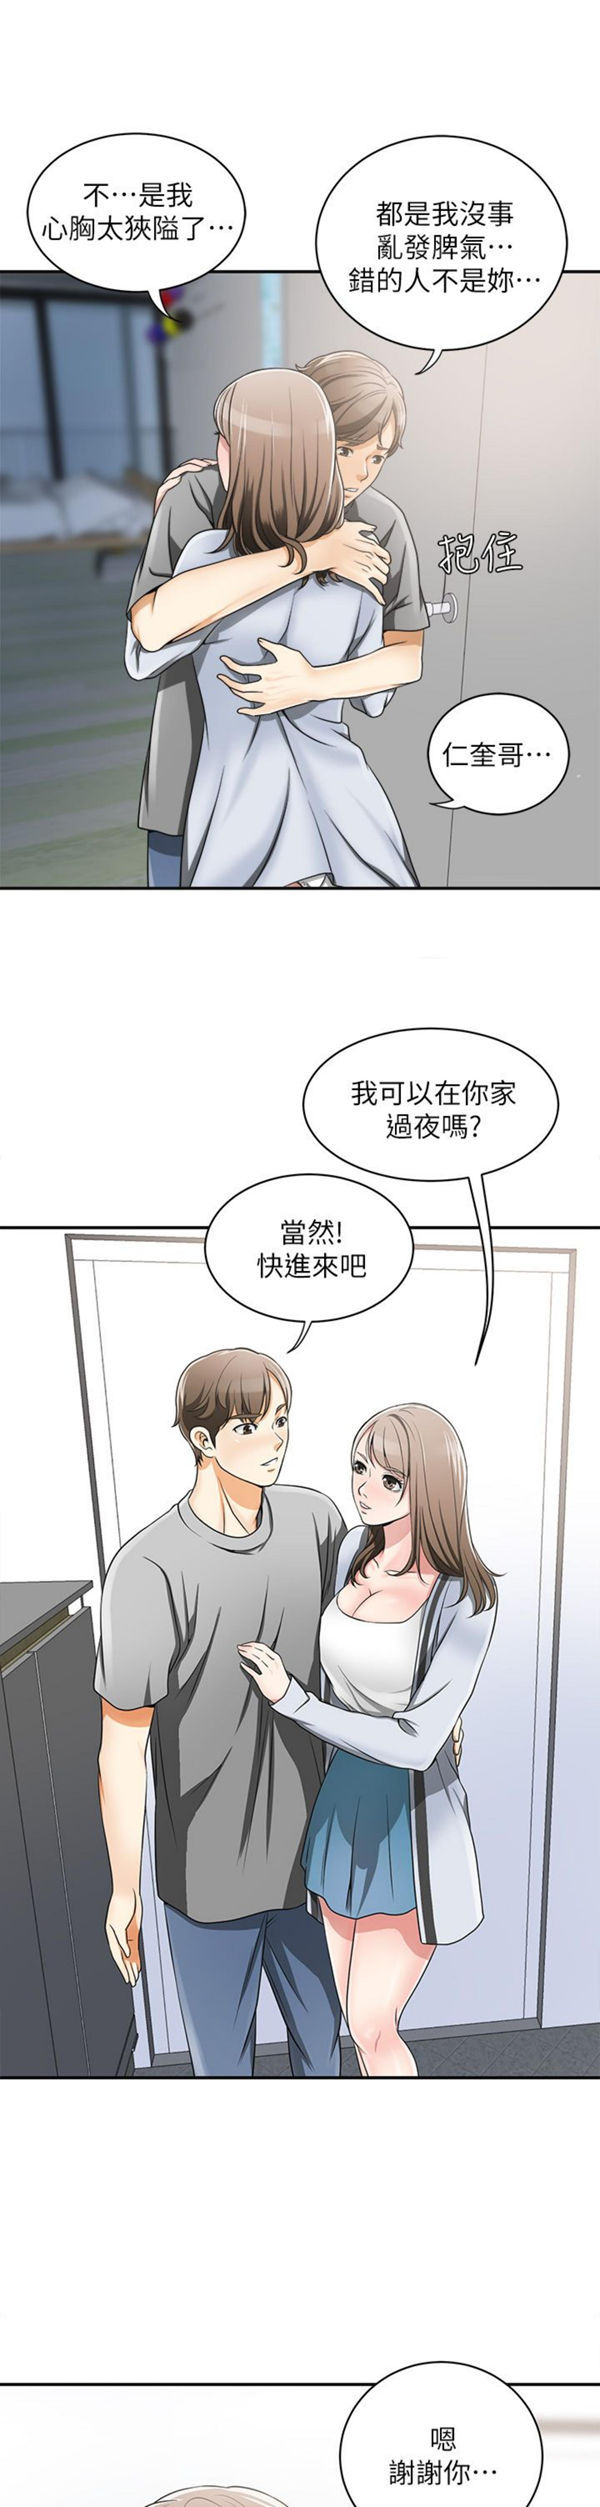 不…是我
心胸太狹隘了…
都是我沒事
亂發脾氣…
錯的人不是妳…
抱住
仁奎哥…
我可以在你家
過夜嗎?
當然!
快進來吧
嗯
謝謝你…